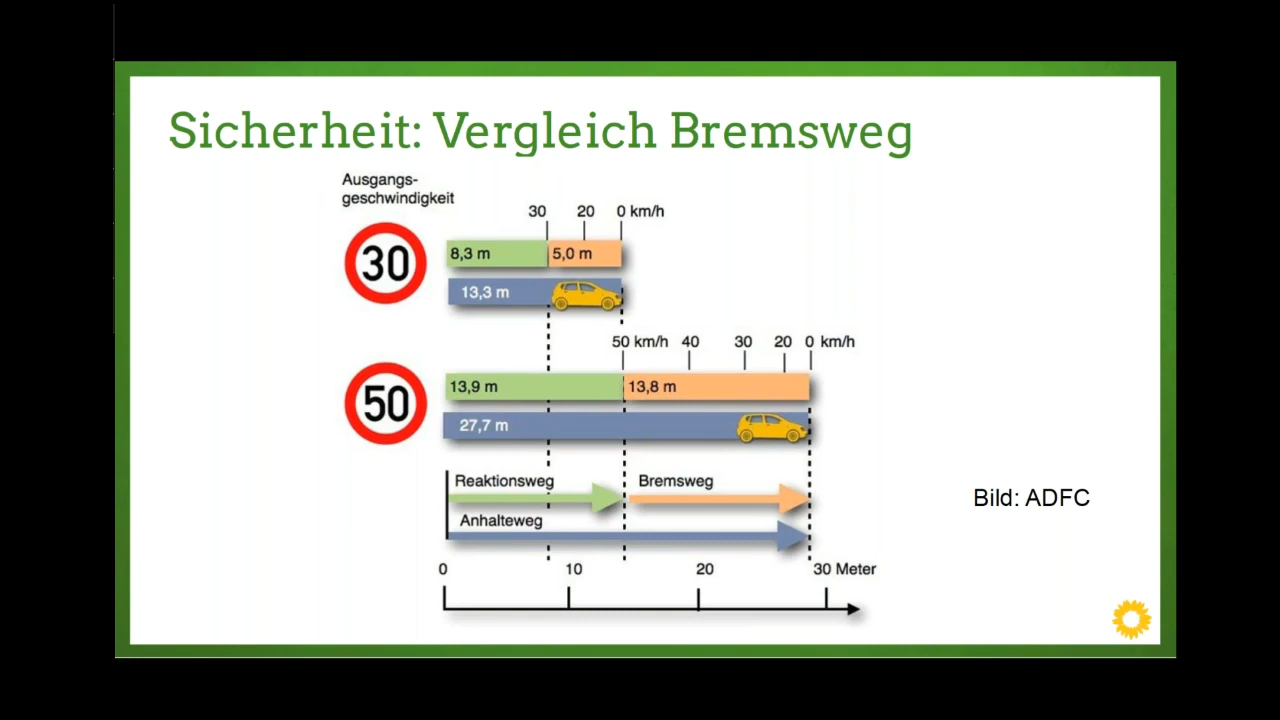 Sicherheit: Vergleich Bremsweg
Ausgangs-
geschwindigkeit
30 20 0 km/h
30
8,3 m 5,0 m
13,3 m
50 km/h 40 30 20 0 km/h
50
13,9 m 13,8 m
27,7 m
Reaktionsweg Bremsweg
Bild: ADFC
Anhalteweg
0 10 20 30 Meter